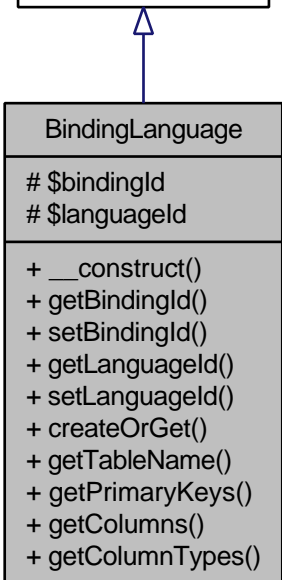 BindingLanguage
# $bindingId
# $languageId
+ __construct()
+ getBindingId()
+ setBindingId()
+ getLanguageId()
+ setLanguageId()
+ createOrGet()
+ getTableName()
+ getPrimaryKeys()
+ getColumns()
+ getColumnTypes()